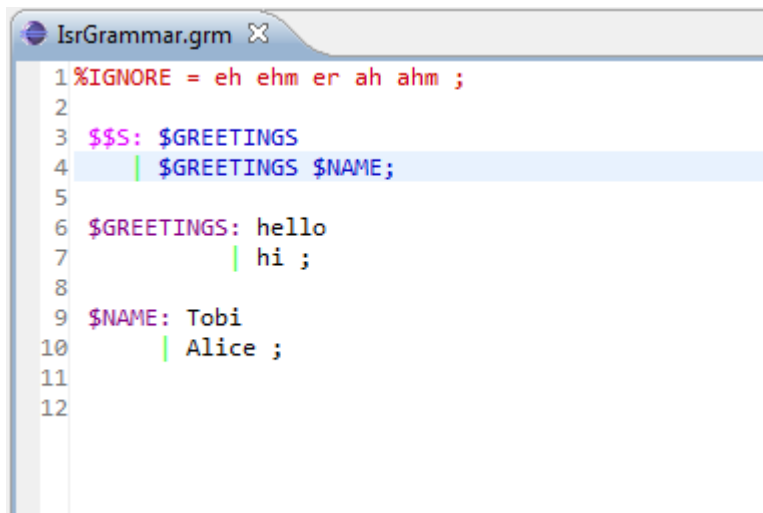 IsrGrammar.grm
1 %IGNORE = eh ehm er ah ahm ;
2
3 $$S: $GREETINGS
4 | $GREETINGS $NAME;
5
6 $GREETINGS: hello
7 | hi ;
8
9 $NAME: Tobi
10 | Alice ;
11
12